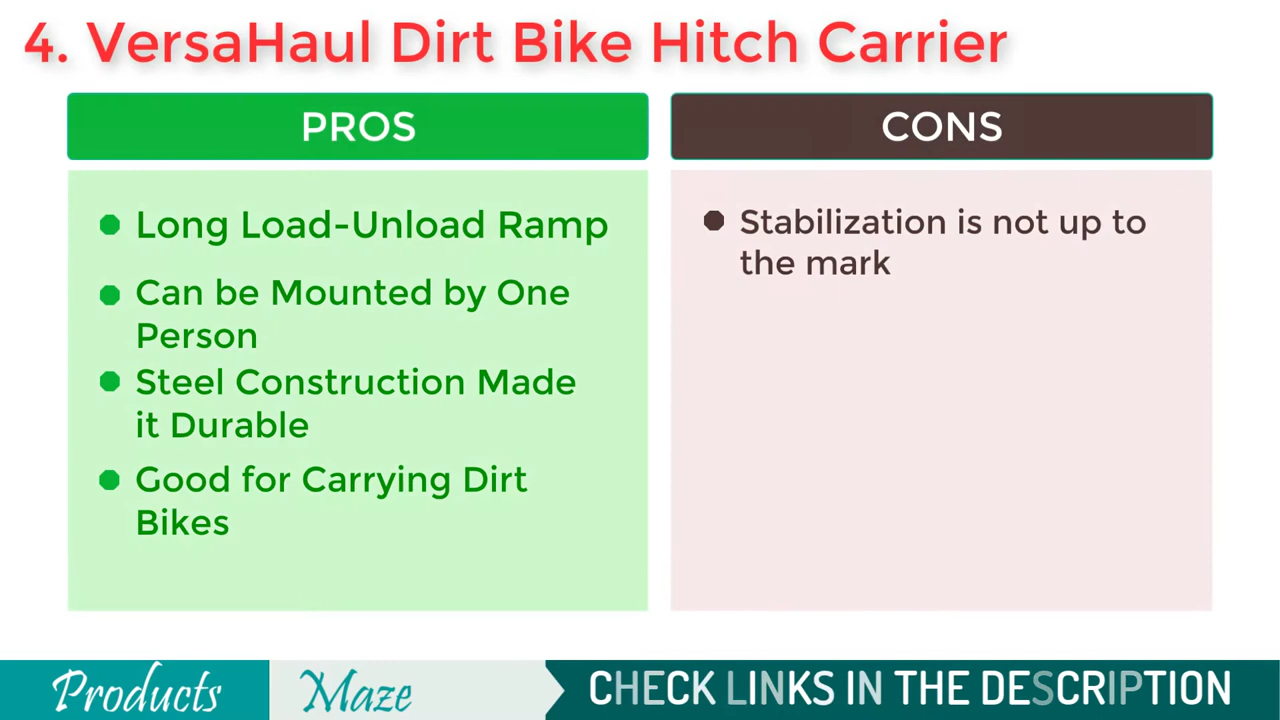 4. VersaHaul Dirt Bike Hitch Carrier
PROS
Long Load-Unload Ramp
Can be Mounted by One
Person
Steel Construction Made
it Durable
Good for Carrying Dirt
Bikes
CONS
Stabilization is not up to
the mark
Products Maze
CHECK LINKS IN THE DESCRIPTION